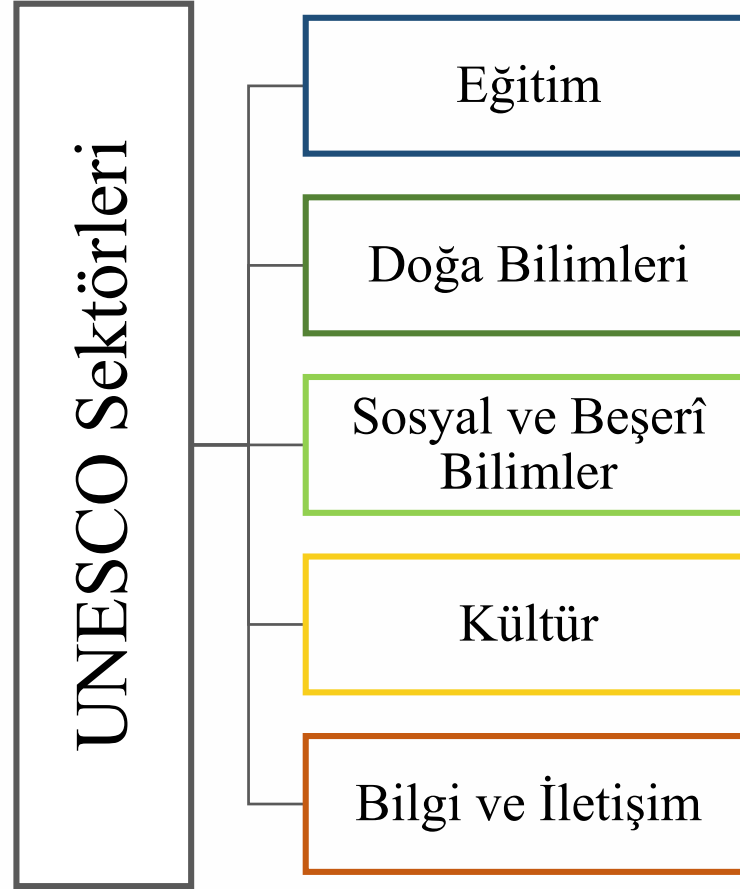 UNESCO Sektörleri
Eğitim
Doğa Bilimleri
Sosyal ve Beşerî
Bilimler
Kültür
Bilgi ve İletişim